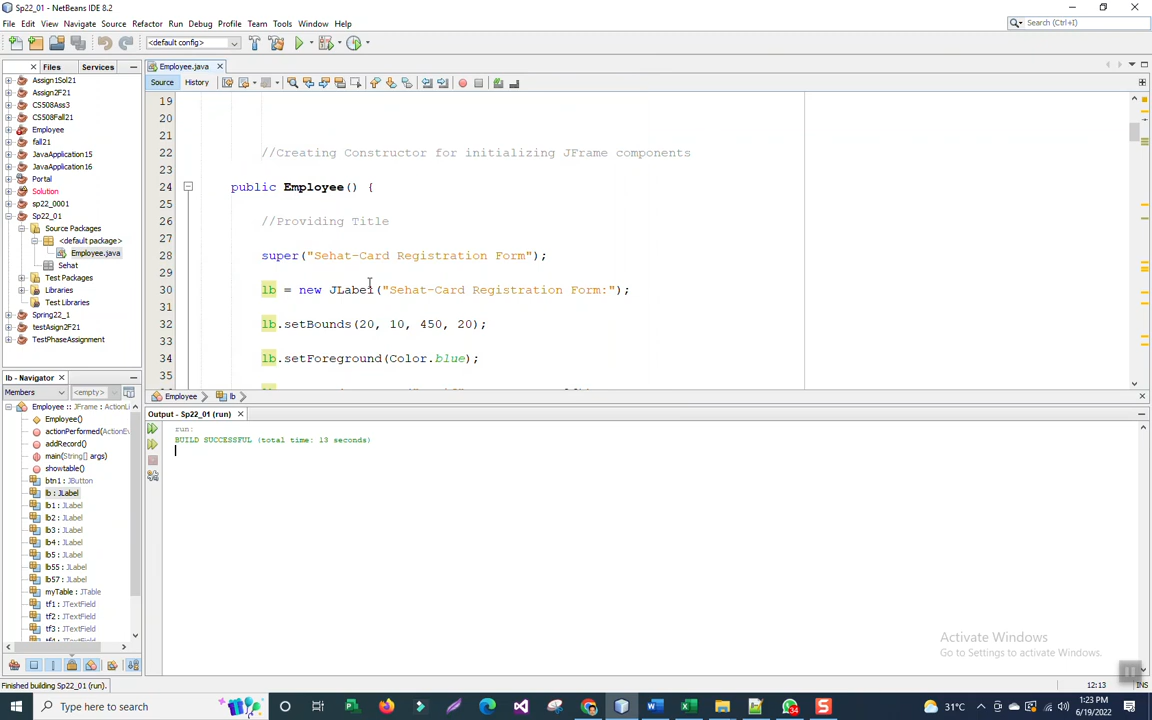 Sp22_01 - NetBeans IDE 8.2
File Edit View Navigate Source Refactor Run Debug Profile Team Tools Window Help
Search (Ctrl+I)
<default config>
Files Services
Employee.java
Source History
Assign1Sol21
Assign2F21
CS508Ass3
CS508Fall21
Employee
fall21
JavaApplication15
JavaApplication16
Portal
Solution
sp22_0001
Sp22_01
Source Packages
<default package>
Employee.java
Sehat
Test Packages
Libraries
Test Libraries
Spring22_1
testAsign2F21
TestPhaseAssignment
19
20
21
22 //Creating Constructor for initializing JFrame components
23
24 public Employee() {
25
26 //Providing Title
27
28 super("Sehat-Card Registration Form");
29
30 lb = new JLabel("Sehat-Card Registration Form:");
31
32 lb.setBounds(20, 10, 450, 20);
33
34 lb.setForeground(Color.blue);
35
Employee lb
lb - Navigator
Members <empty>
Employee :: JFrame : ActionLi
Employee()
actionPerformed(ActionEv
addRecord()
main(String[] args)
showtable()
btn1 : JButton
lb : JLabel
lb1 : JLabel
lb2 : JLabel
lb3 : JLabel
lb4 : JLabel
lb5 : JLabel
lb55 : JLabel
lb57 : JLabel
myTable : JTable
tf1 : JTextField
tf2 : JTextField
tf3 : JTextField
Output - Sp22_01 (run)
run:
BUILD SUCCESSFUL (total time: 13 seconds)
Activate Windows
Go to Settings to activate Windows.
Finished building Sp22_01 (run).
12:13 INS
Type here to search
34
31°C
1:23 PM
6/19/2022